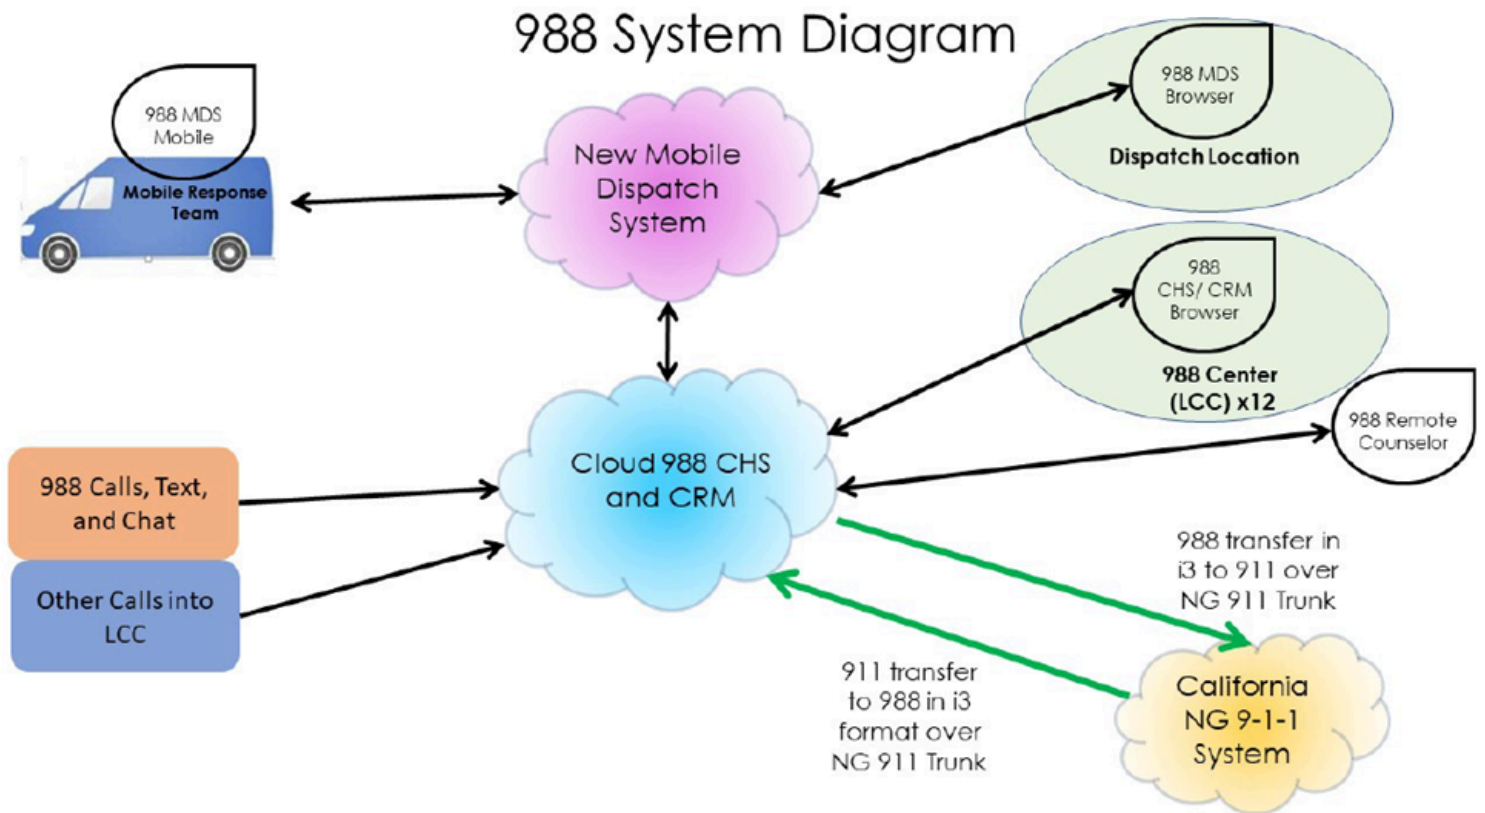 988 System Diagram
988 MDS
Mobile
Mobile Response
Team
New Mobile
Dispatch
System
988 MDS
Browser
Dispatch Location
988
CHS/ CRM
Browser
988 Center
(LCC) x12
988 Remote
Counselor
Cloud 988 CHS
and CRM
988 Calls, Text,
and Chat
Other Calls into
LCC
988 transfer in
i3 to 911 over
NG 911 Trunk
911 transfer
to 988 in i3
format over
NG 911 Trunk
California
NG 9-1-1
System